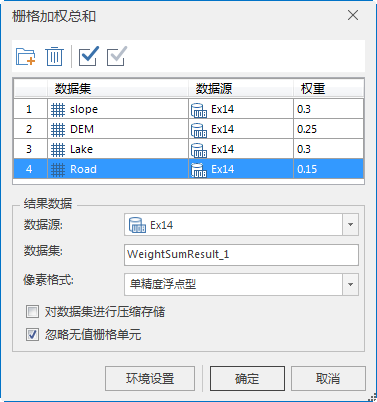 栅格加权总和
数据集 数据源 权重
1 slope Ex14 0.3
2 DEM Ex14 0.25
3 Lake Ex14 0.3
4 Road Ex14 0.15
结果数据
数据源: Ex14
数据集: WeightSumResult_1
像素格式: 单精度浮点型
对数据集进行压缩存储
忽略无值栅格单元
环境设置 确定 取消